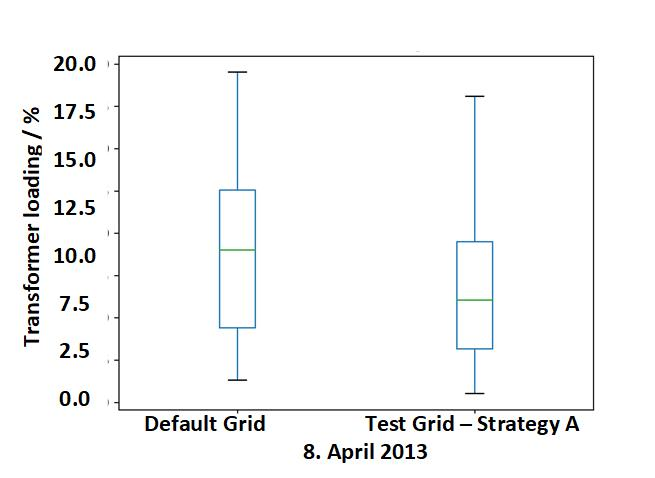 20.0
17.5
15.0
12.5
10.0
7.5
2.5
0.0
Transformer loading / %
Default Grid
Test Grid – Strategy A
8. April 2013